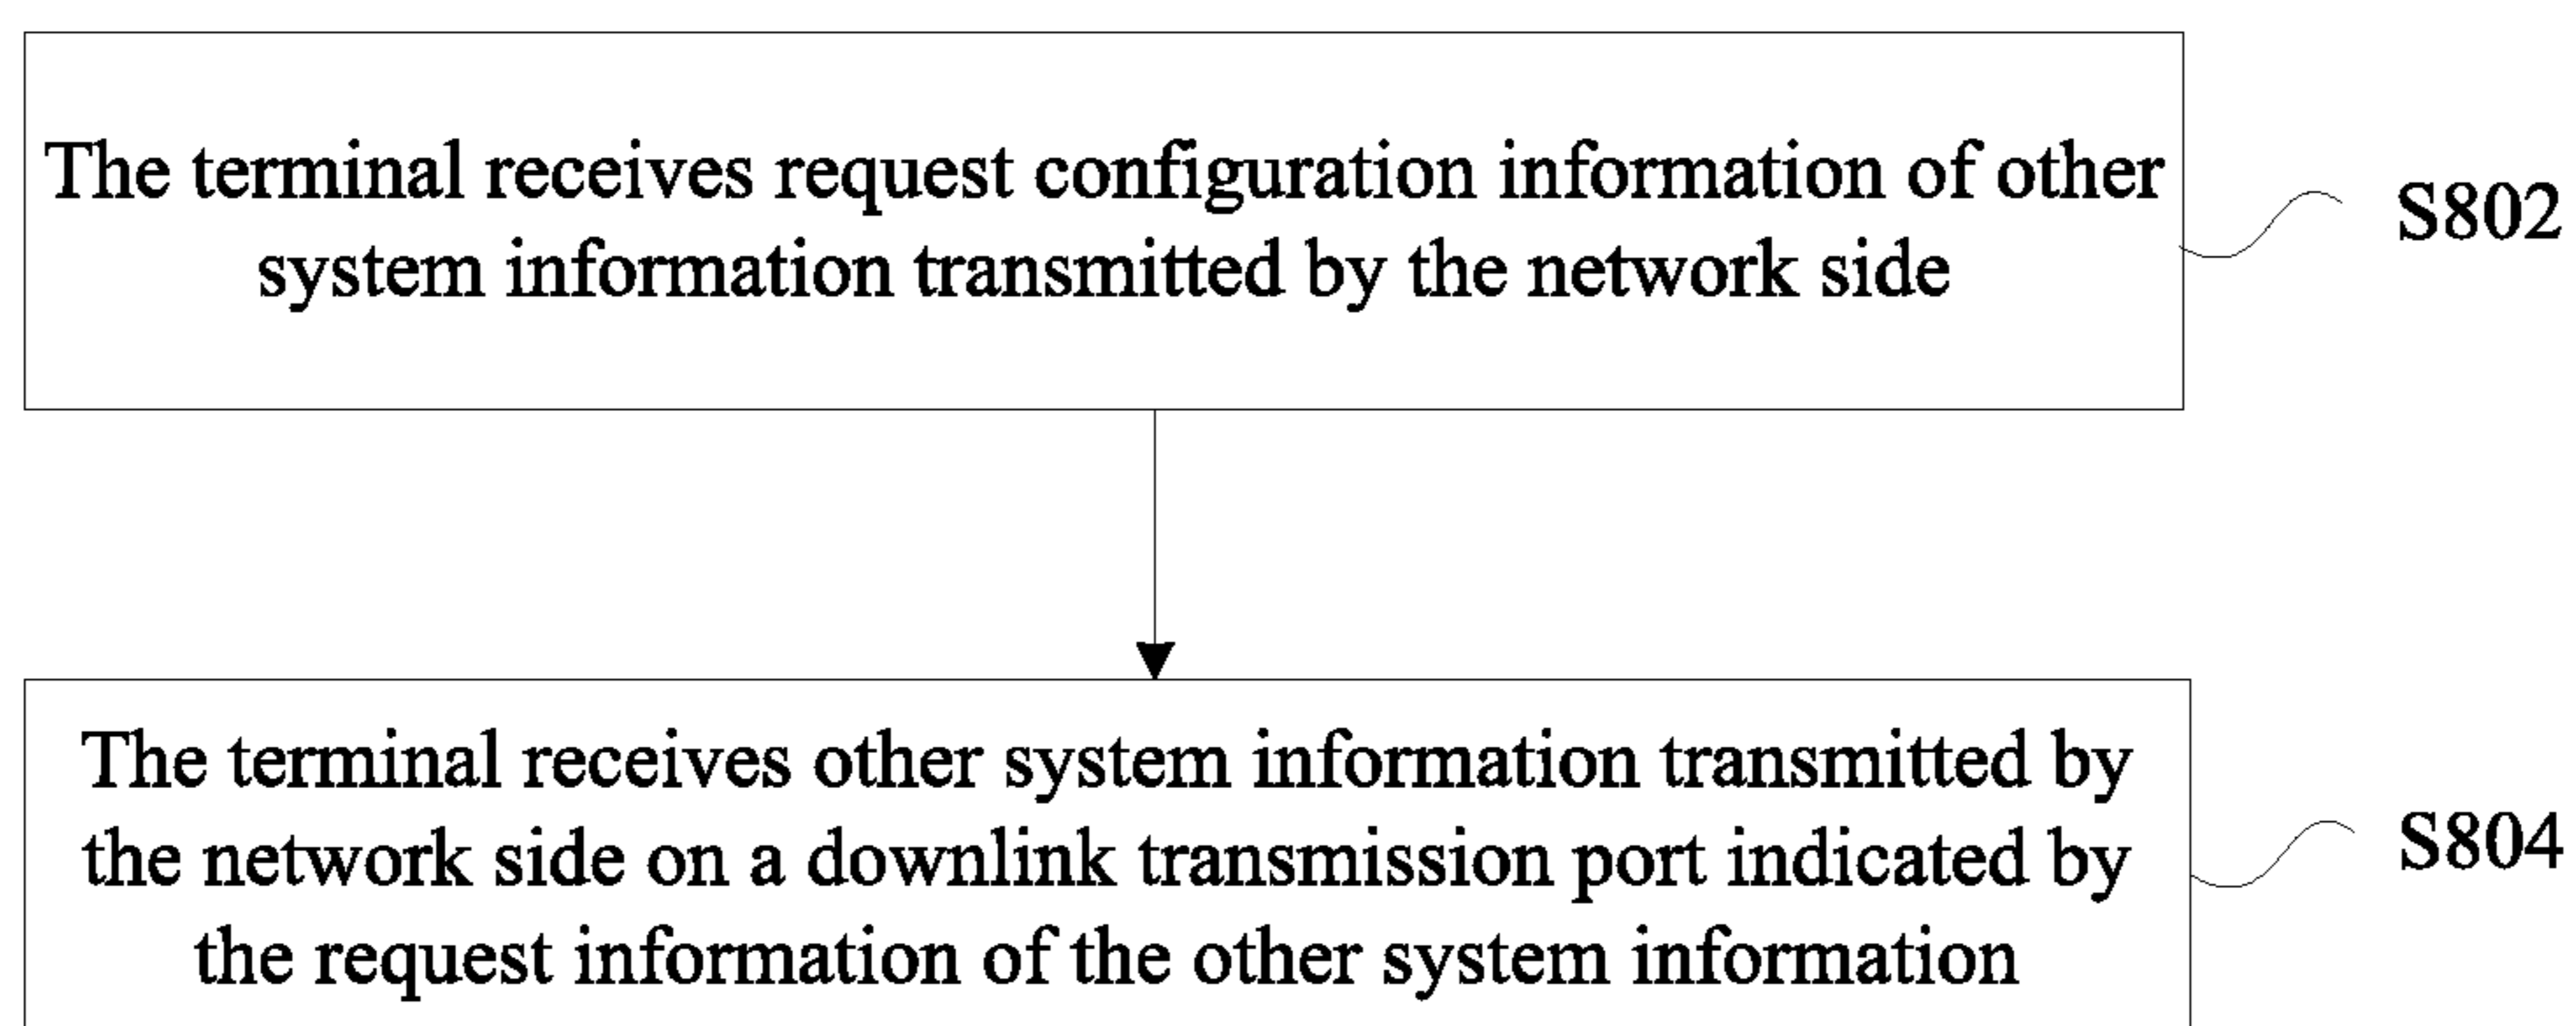 The terminal receives request configuration information of other
system information transmitted by the network side
S802
The terminal receives other system information transmitted by
the network side on a downlink transmission port indicated by
the request information of the other system information
S804